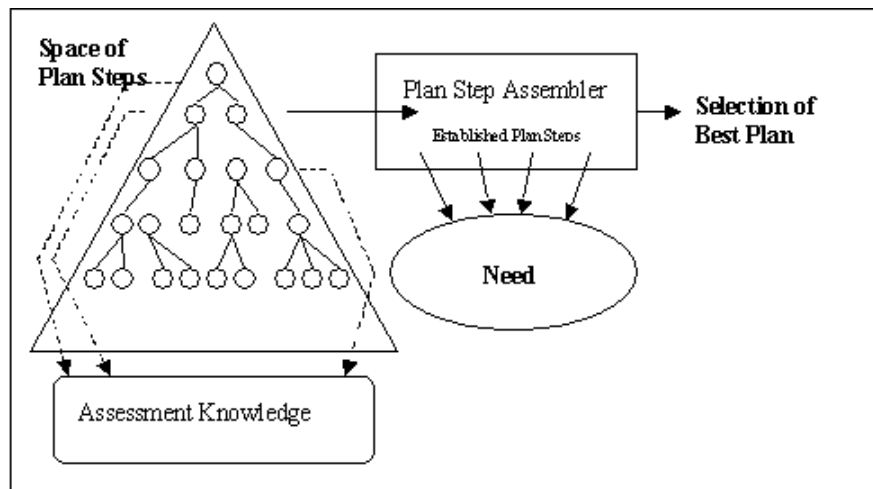 Space of
Plan Steps
Plan Step Assembler
Established Plan Steps
Selection of
Best Plan
Need
Assessment Knowledge